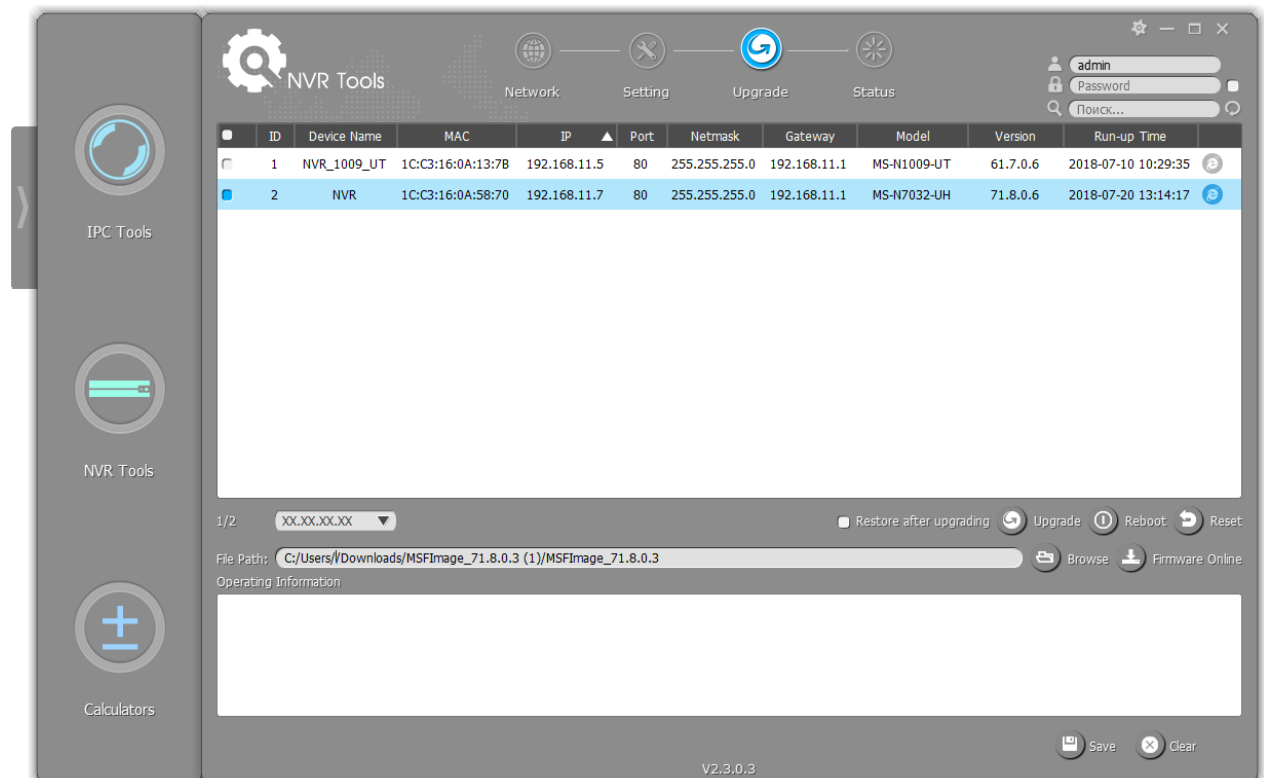 NVR Tools
Network
Setting
Upgrade
Status
admin
Password
Поиск...
ID Device Name MAC IP Port Netmask Gateway Model Version Run-up Time
1 NVR_1009_UT 1C:C3:16:0A:13:7B 192.168.11.5 80 255.255.255.0 192.168.11.1 MS-N1009-UT 61.7.0.6 2018-07-10 10:29:35
2 NVR 1C:C3:16:0A:58:70 192.168.11.7 80 255.255.255.0 192.168.11.1 MS-N7032-UH 71.8.0.6 2018-07-20 13:14:17
IPC Tools
NVR Tools
Calculators
1/2 XX.XX.XX.XX Restore after upgrading Upgrade Reboot Reset
File Path: C:/Users/l/Downloads/MSFImage_71.8.0.3 (1)/MSFImage_71.8.0.3 Browse Firmware Online
Operating Information
Save Clear
V2.3.0.3